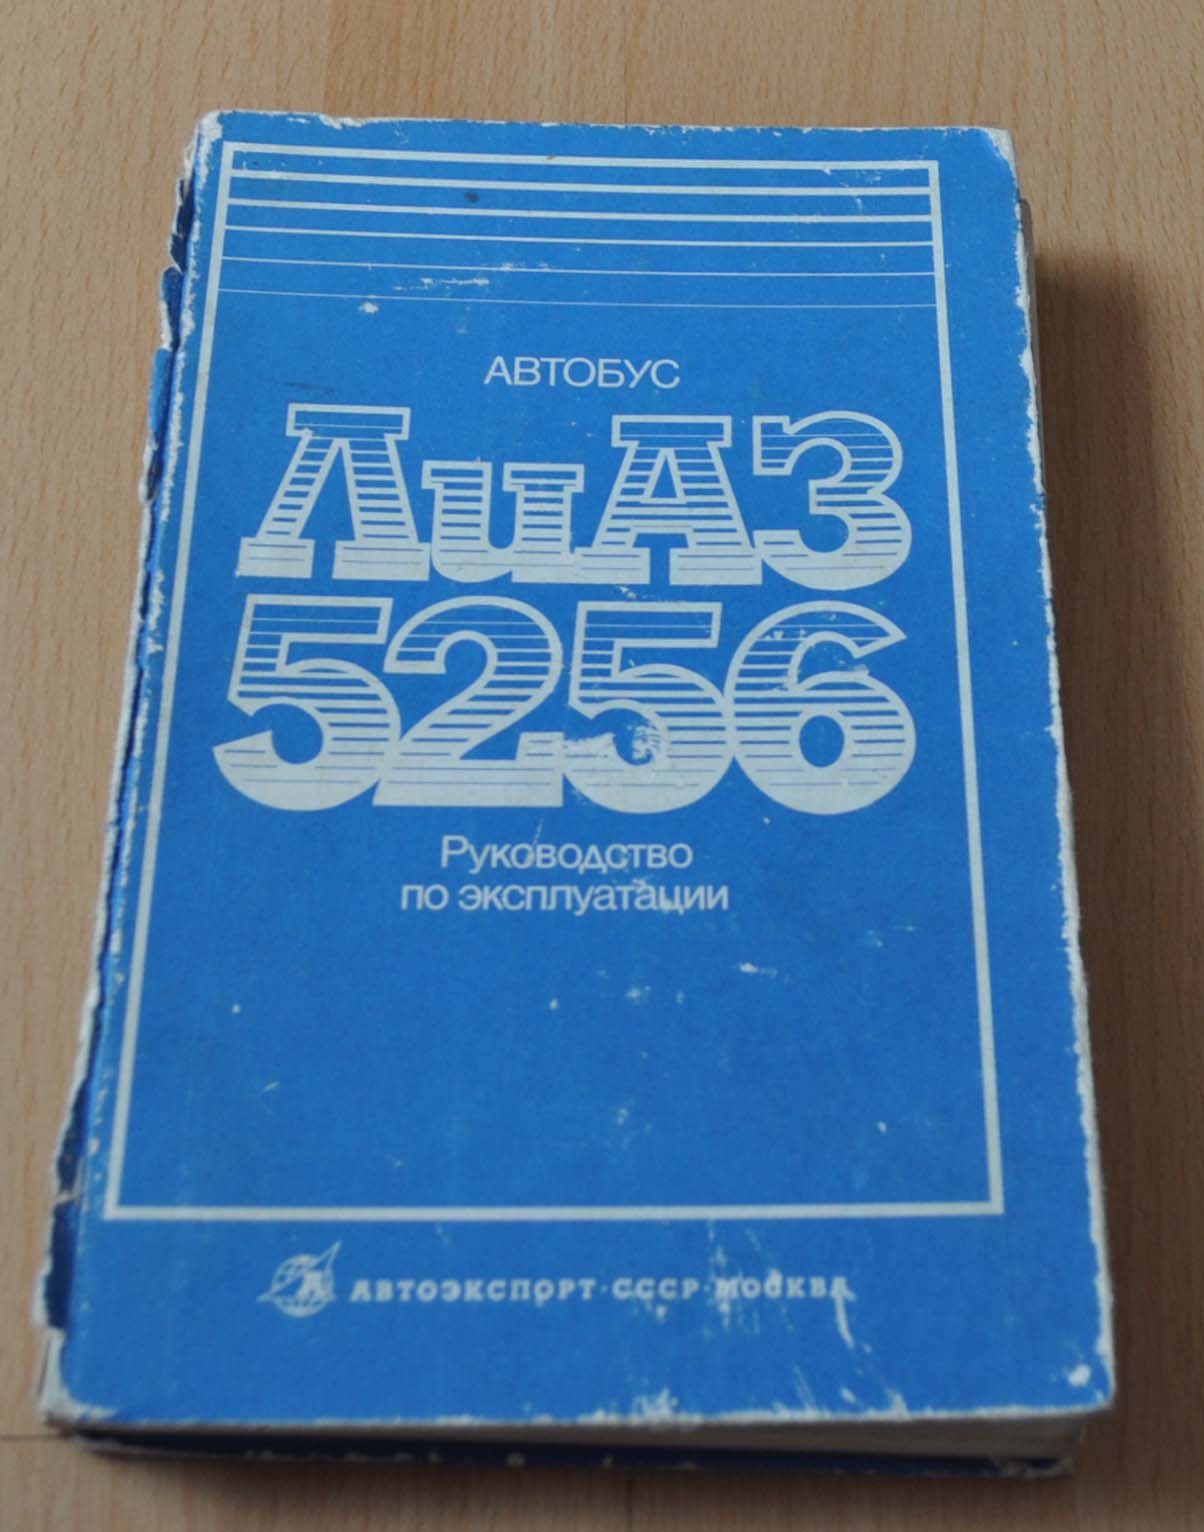 АВТОБУС
ЛиАЗ
5256
Руководство
по эксплуатации
АВТОЭКСПОРТ·СССР·МОСКВА